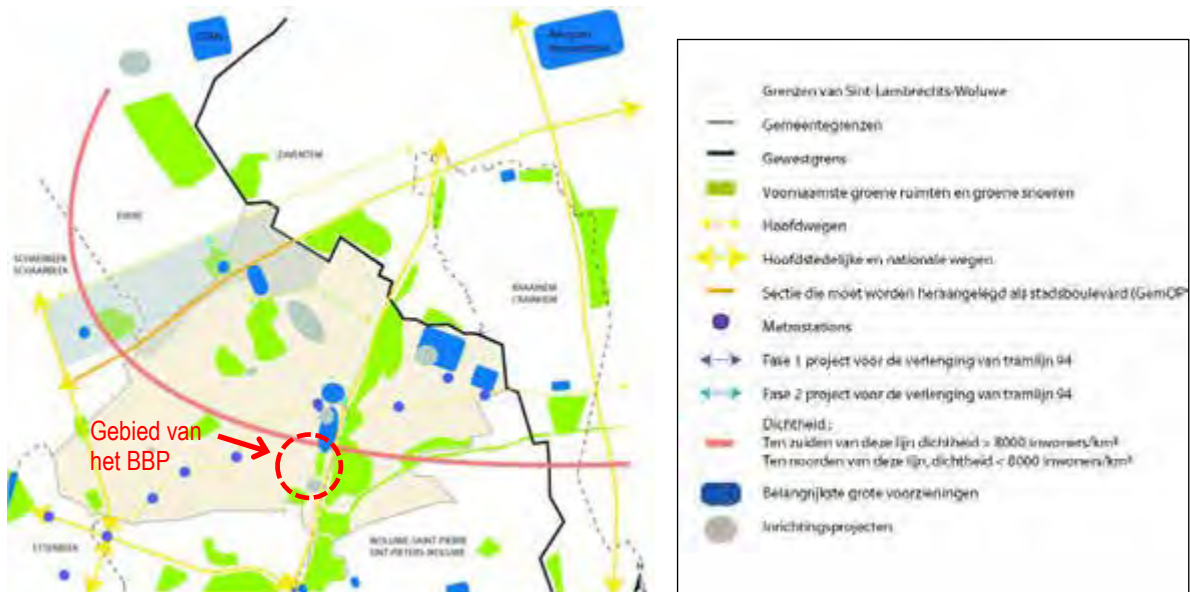 OTAN
ZAVENTEM
EVERE
SCHAERBEEK
SCHAARBEEK
KRAAINEM
CRAINHEM
Gebied van
het BBP
ETTERBEEK
WOLUWE-SAINT-PIERRE
SINT-PIETERS-WOLUWE
N
Grenzen van Sint-Lambrechts-Woluwe
Gemeentegrenzen
Gewestgrens
Voornaamste groene ruimten en groene snoeren
Hoofdwegen
Hoofdstedelijke en nationale wegen
Sectie die moet worden heraangelegd als stadsboulevard (GemOP
Metrostations
Fase 1 project voor de verlenging van tramlijn 94
Fase 2 project voor de verlenging van tramlijn 94
Dichtheid :
Ten zuiden van deze lijn dichtheid > 8000 inwoners/km²
Ten noorden van deze lijn, dichtheid < 8000 inwoners/km²
Belangrijkste grote voorzieningen
Inrichtingsprojecten